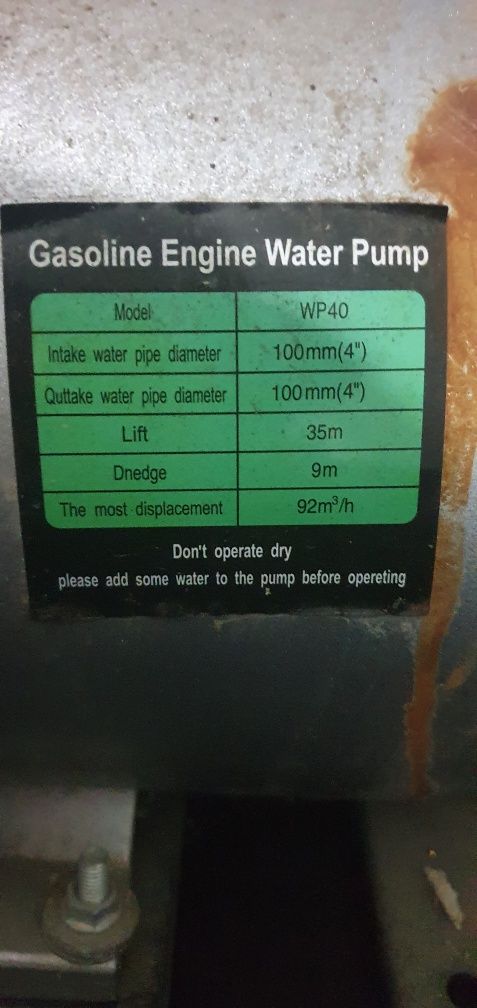 Gasoline Engine Water Pump
Model WP40
Intake water pipe diameter 100mm(4")
Quttake water pipe diameter 100mm(4")
Lift 35m
Dnedge 9m
The most displacement 92m³/h
Don't operate dry
please add some water to the pump before opereting